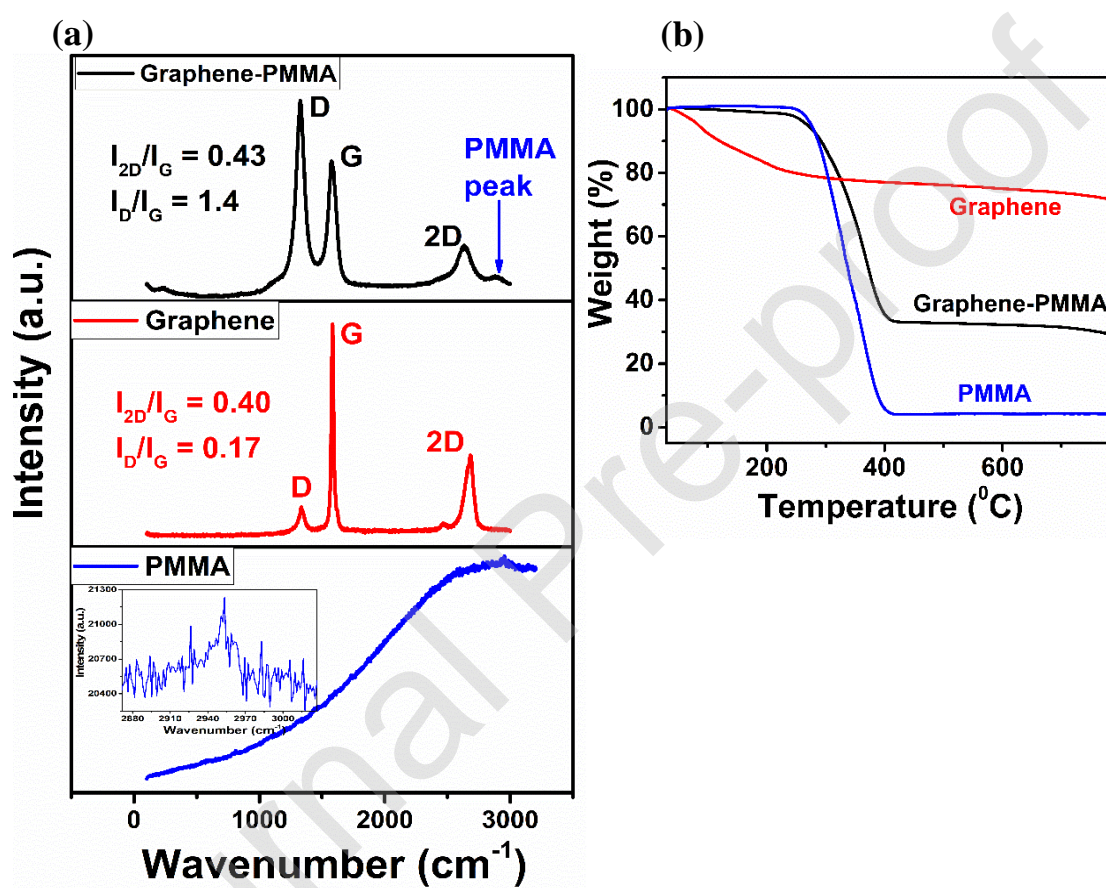 (a)
Graphene-PMMA
D
G
2D
PMMA
peak
I2D/IG = 0.43
ID/IG = 1.4
Graphene
G
D
2D
I2D/IG = 0.40
ID/IG = 0.17
PMMA
21300
21000
20700
20400
2880 2910 2940 2970 3000
Intensity (a.u.)
Wavenumber (cm-1)
Intensity (a.u.)
0 1000 2000 3000
Wavenumber (cm-1)
(b)
100
80
60
40
20
0
Weight (%)
Graphene
Graphene-PMMA
PMMA
200 400 600
Temperature (0C)
rnal Pre-proof